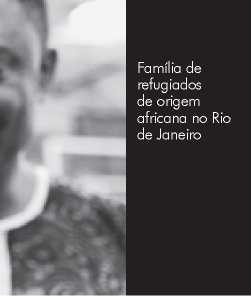 Família de
refugiados
de origem
africana no Rio
de Janeiro